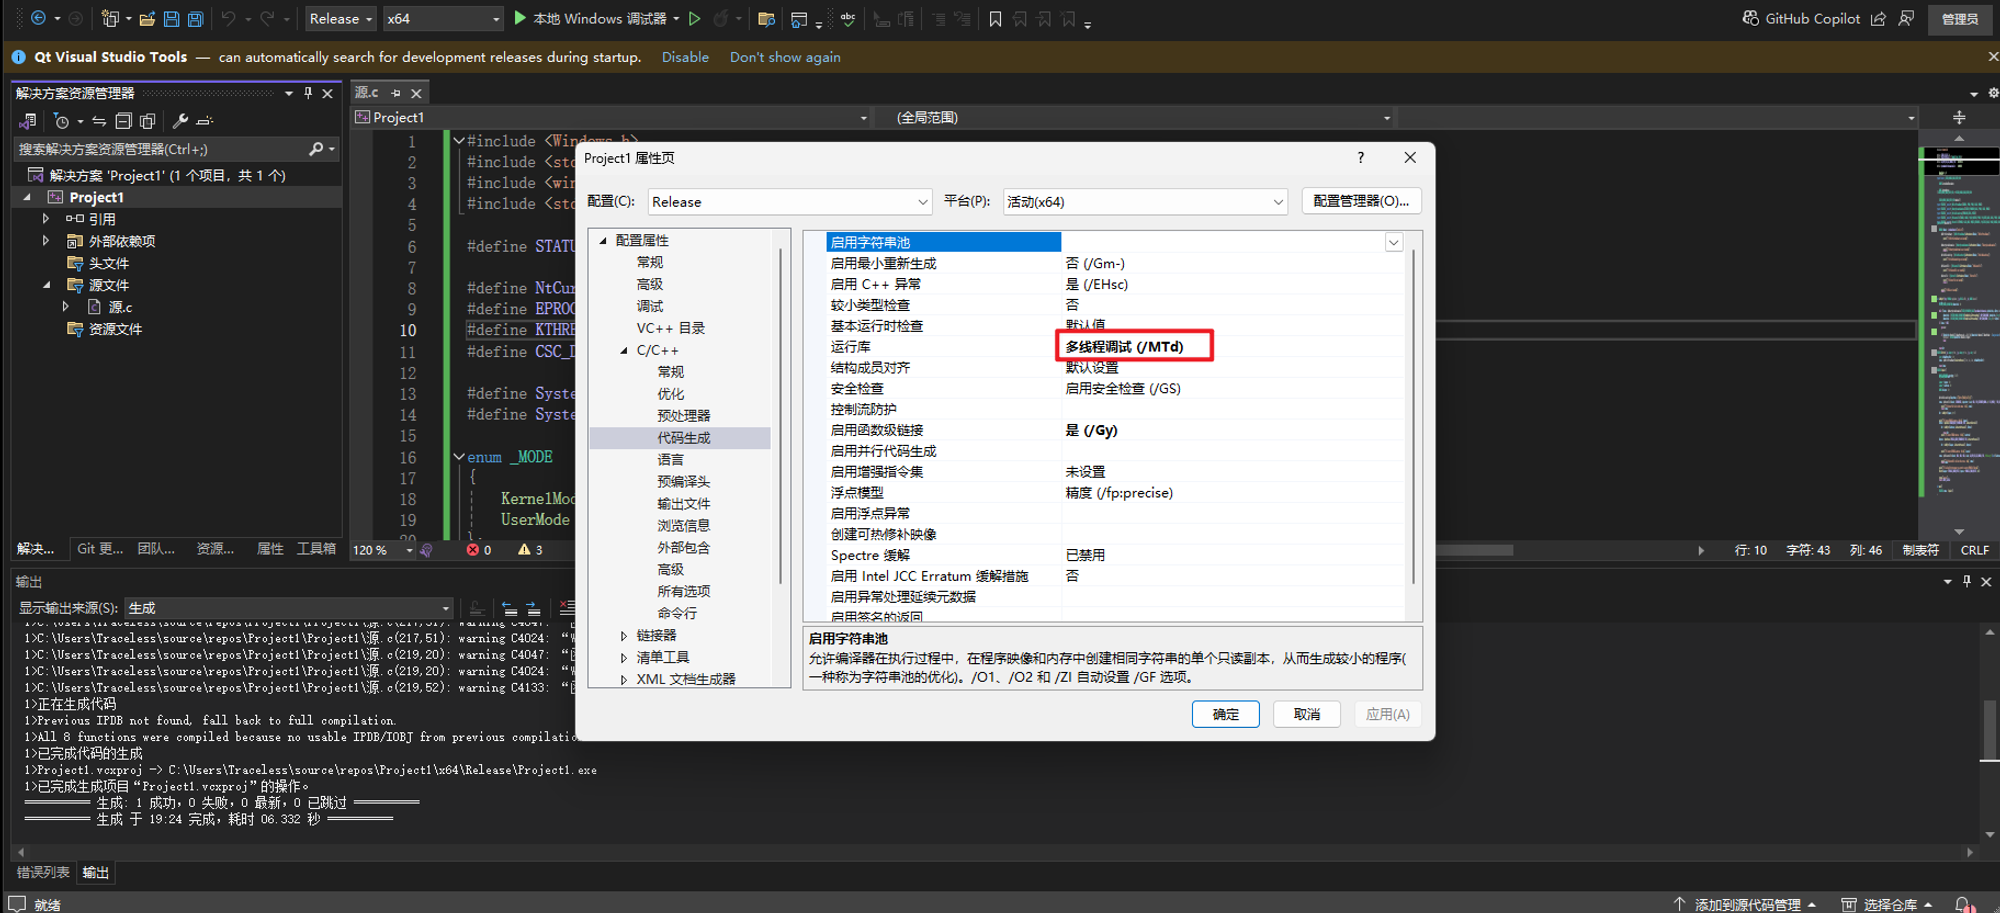 Release
x64
本地 Windows 调试器
GitHub Copilot
管理员
Qt Visual Studio Tools — can automatically search for development releases during startup. Disable Don't show again
解决方案资源管理器
源.c
Project1
(全局范围)
搜索解决方案资源管理器(Ctrl+;)
解决方案 'Project1' (1 个项目，共 1 个)
Project1
引用
外部依赖项
头文件
源文件
源.c
资源文件
解决... Git 更... 团队... 资源... 属性 工具箱
1 #include <Windows.h>
2 #include <std
3 #include <win
4 #include <std
5
6 #define STATU
7
8 #define NtCur
9 #define EPROC
10 #define KTHRE
11 #define CSC_D
12
13 #define Syste
14 #define Syste
15
16 enum _MODE
17 {
18 KernelMod
19 UserMode
20 };
120 %
0
3
行: 10 字符: 43 列: 46 制表符 CRLF
Project1 属性页
?
配置(C): Release 平台(P): 活动(x64) 配置管理器(O)...
配置属性
常规
高级
调试
VC++ 目录
C/C++
常规
优化
预处理器
代码生成
语言
预编译头
输出文件
浏览信息
外部包含
高级
所有选项
命令行
链接器
清单工具
XML 文档生成器
启用字符串池
启用最小重新生成 否 (/Gm-)
启用 C++ 异常 是 (/EHsc)
较小类型检查 否
基本运行时检查 默认值
运行库 多线程调试 (/MTd)
结构成员对齐 默认设置
安全检查 启用安全检查 (/GS)
控制流防护
启用函数级链接 是 (/Gy)
启用并行代码生成
启用增强指令集 未设置
浮点模型 精度 (/fp:precise)
启用浮点异常
创建可热修补映像
Spectre 缓解 已禁用
启用 Intel JCC Erratum 缓解措施 否
启用异常处理延续元数据
启用签名的返回
启用字符串池
允许编译器在执行过程中，在程序映像和内存中创建相同字符串的单个只读副本，从而生成较小的程序(
一种称为字符串池的优化)。/O1、/O2 和 /ZI 自动设置 /GF 选项。
确定 取消 应用(A)
输出
显示输出来源(S): 生成
1>C:\Users\Traceless\source\repos\Project1\Project1\源.c(217,51): warning C4047: “
1>C:\Users\Traceless\source\repos\Project1\Project1\源.c(217,51): warning C4024: “
1>C:\Users\Traceless\source\repos\Project1\Project1\源.c(219,20): warning C4047: “
1>C:\Users\Traceless\source\repos\Project1\Project1\源.c(219,20): warning C4024: “
1>C:\Users\Traceless\source\repos\Project1\Project1\源.c(219,52): warning C4133: “
1>正在生成代码
1>Previous IPDB not found, fall back to full compilation.
1>All 8 functions were compiled because no usable IPDB/IOBJ from previous compilatio
1>已完成代码的生成
1>Project1.vcxproj -> C:\Users\Traceless\source\repos\Project1\x64\Release\Project1.exe
1>已完成生成项目“Project1.vcxproj”的操作。
========== 生成: 1 成功，0 失败，0 最新，0 已跳过 ==========
========== 生成 于 19:24 完成，耗时 06.332 秒 ==========
错误列表 输出
就绪
添加到源代码管理 选择仓库